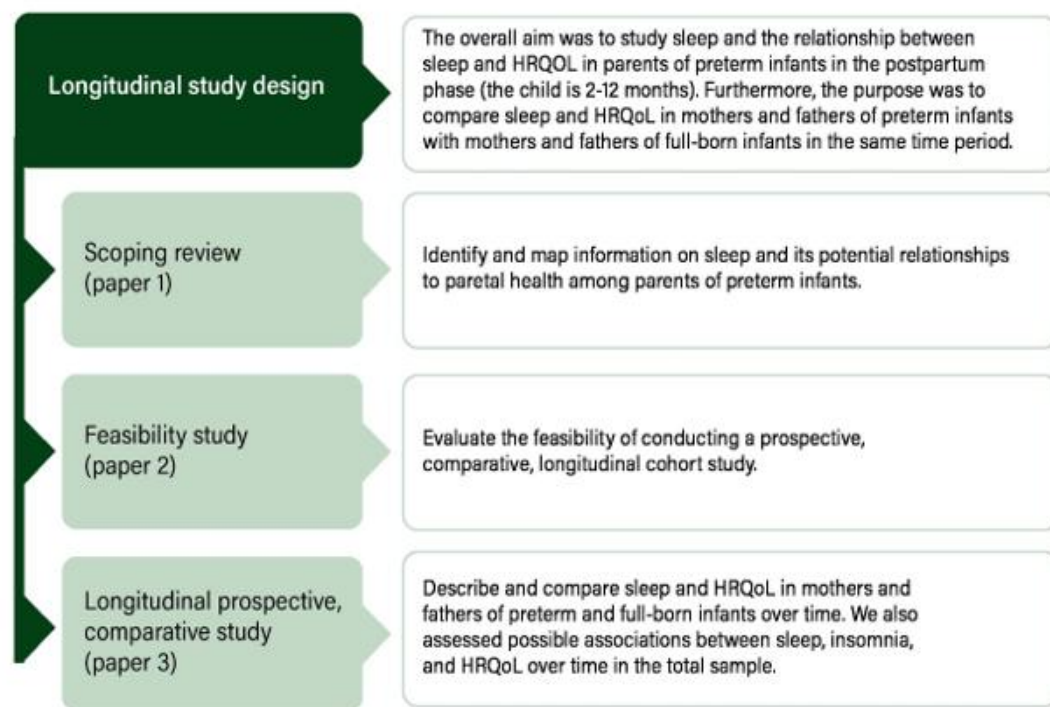 Longitudinal study design
The overall aim was to study sleep and the relationship between
sleep and HRQOL in parents of preterm infants in the postpartum
phase (the child is 2-12 months). Furthermore, the purpose was to
compare sleep and HRQoL in mothers and fathers of preterm infants
with mothers and fathers of full-born infants in the same time period.
Scoping review
(paper 1)
Identify and map information on sleep and its potential relationships
to paretal health among parents of preterm infants.
Feasibility study
(paper 2)
Evaluate the feasibility of conducting a prospective,
comparative, longitudinal cohort study.
Longitudinal prospective,
comparative study
(paper 3)
Describe and compare sleep and HRQoL in mothers and
fathers of preterm and full-born infants over time. We also
assessed possible associations between sleep, insomnia,
and HRQoL over time in the total sample.